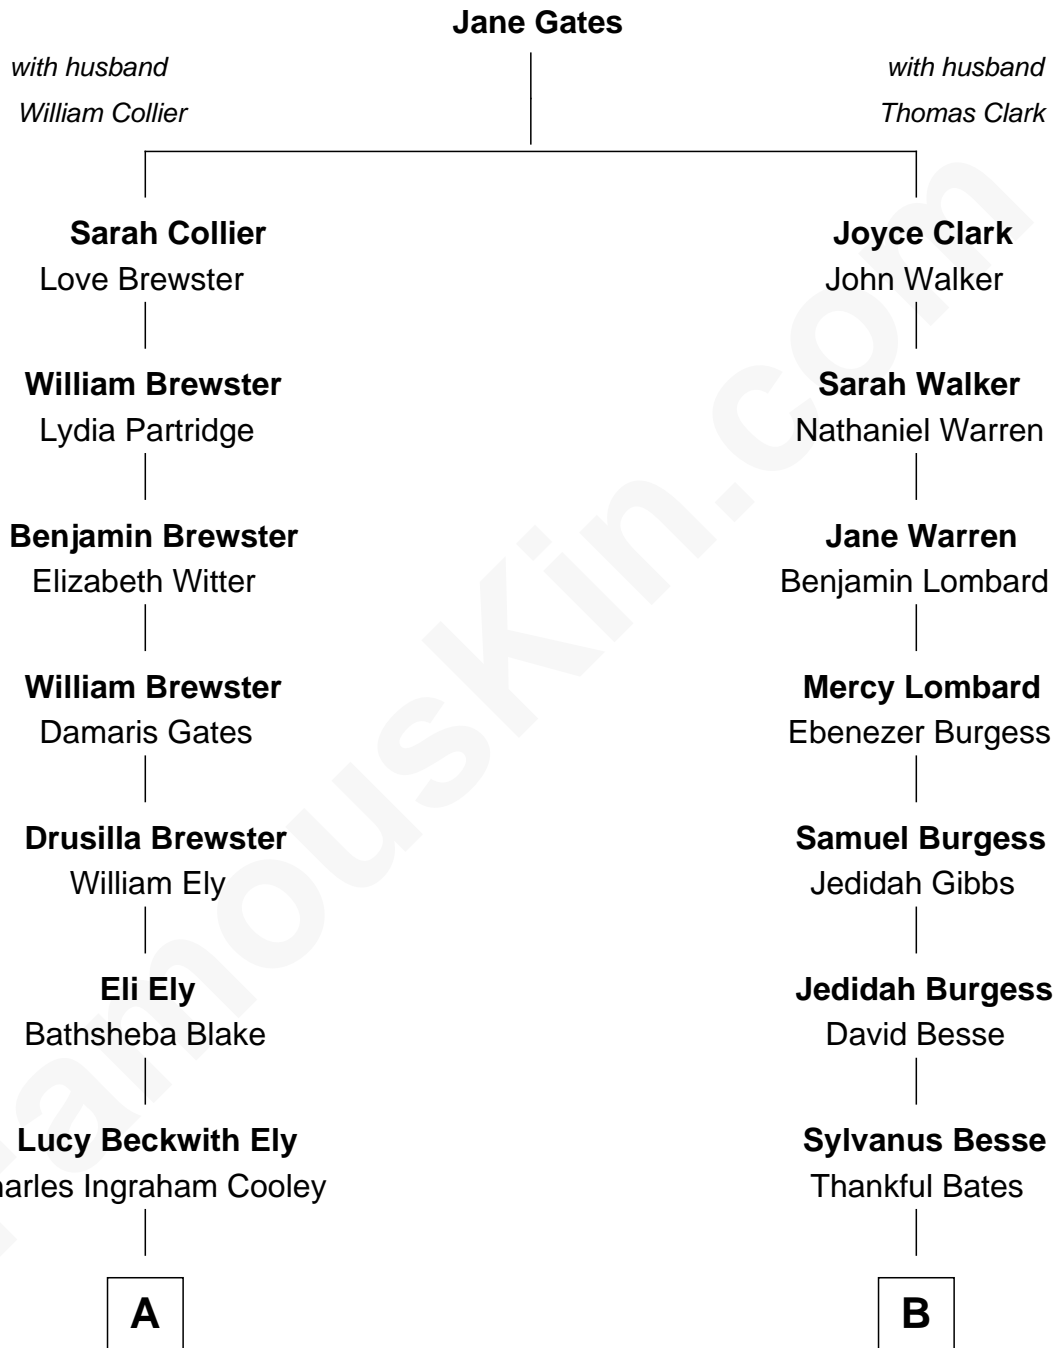 Jane Gates
with husband
William Collier
with husband
Thomas Clark
Sarah Collier
Love Brewster
Joyce Clark
John Walker
William Brewster
Lydia Partridge
Sarah Walker
Nathaniel Warren
Benjamin Brewster
Elizabeth Witter
Jane Warren
Benjamin Lombard
William Brewster
Damaris Gates
Mercy Lombard
Ebenezer Burgess
Drusilla Brewster
William Ely
Samuel Burgess
Jedidah Gibbs
Eli Ely
Bathsheba Blake
Jedidah Burgess
David Besse
Lucy Beckwith Ely
harles Ingraham Cooley
Sylvanus Besse
Thankful Bates
A
B
FamousKin.com